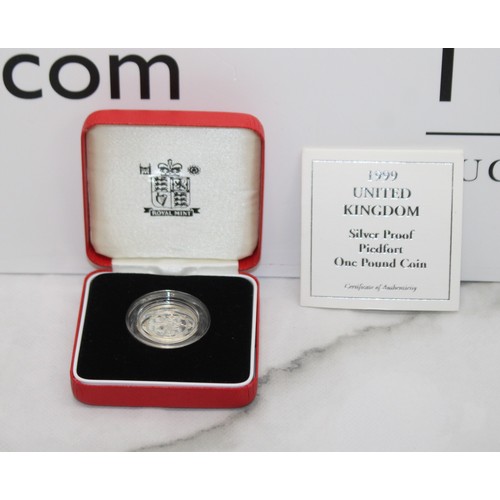 .com
ROYAL MINT
1999
UNITED
KINGDOM
Silver Proof
Piedfort
One Pound Coin
Certificate of Authenticity